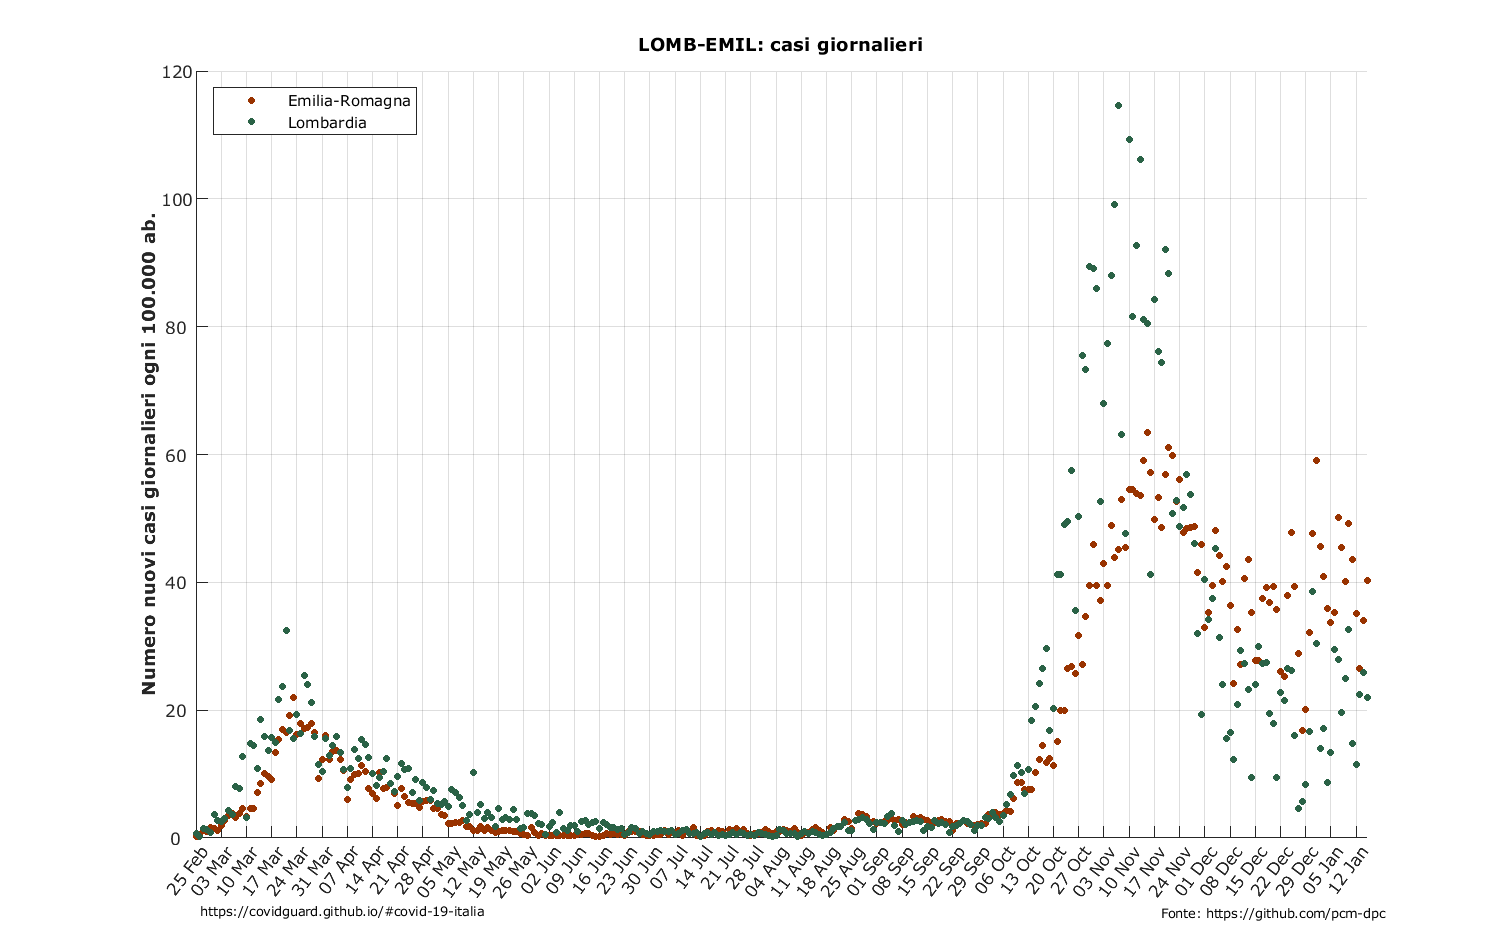 LOMB-EMIL: casi giornalieri
Numero nuovi casi giornalieri ogni 100.000 ab.
120
100
80
60
40
20
0
Emilia-Romagna
Lombardia
25 Feb
03 Mar
10 Mar
17 Mar
24 Mar
31 Mar
07 Apr
14 Apr
21 Apr
28 Apr
05 May
12 May
19 May
26 May
02 Jun
09 Jun
16 Jun
23 Jun
30 Jun
07 Jul
14 Jul
21 Jul
28 Jul
04 Aug
11 Aug
18 Aug
25 Aug
01 Sep
08 Sep
15 Sep
22 Sep
29 Sep
06 Oct
13 Oct
20 Oct
27 Oct
03 Nov
10 Nov
17 Nov
24 Nov
01 Dec
08 Dec
15 Dec
22 Dec
29 Dec
05 Jan
12 Jan
https://covidguard.github.io/#covid-19-italia
Fonte: https://github.com/pcm-dpc